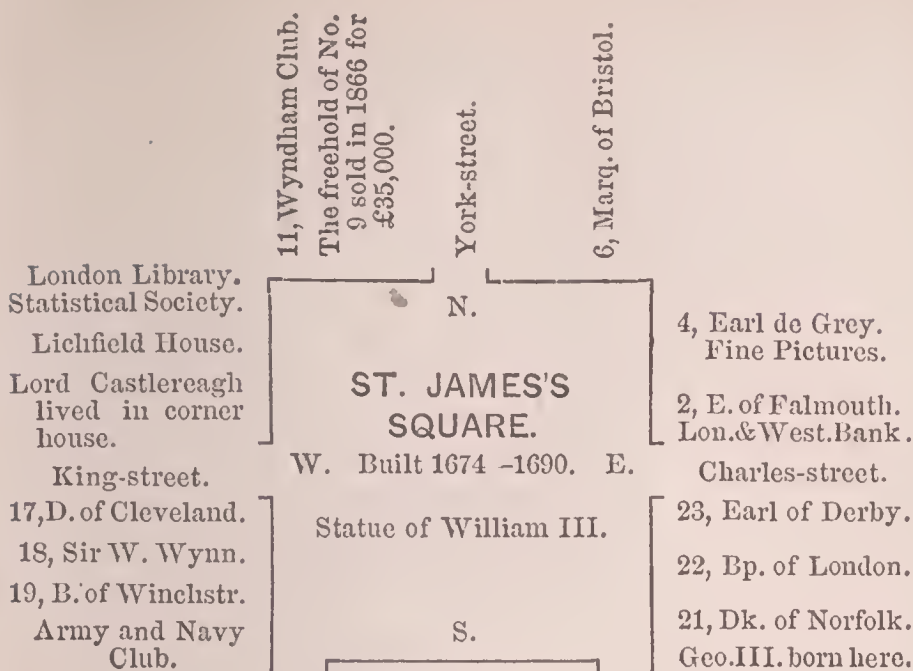 11, Wyndham Club.
The freehold of No.
9 sold in 1866 for
£35,000.
York-street.
6, Marq. of Bristol.
London Library.
Statistical Society.
Lichfield House.
Lord Castlereagh
lived in corner
house.
King-street.
17, D. of Cleveland.
18, Sir W. Wynn.
19, B. of Winchstr.
Army and Navy
Club.
N.
ST. JAMES'S
SQUARE.
W. Built 1674 –1690. E.
Statue of William III.
S.
4, Earl de Grey.
Fine Pictures.
2, E. of Falmouth.
Lon.&West.Bank.
Charles-street.
23, Earl of Derby.
22, Bp. of London.
21, Dk. of Norfolk.
Geo.III. born here.